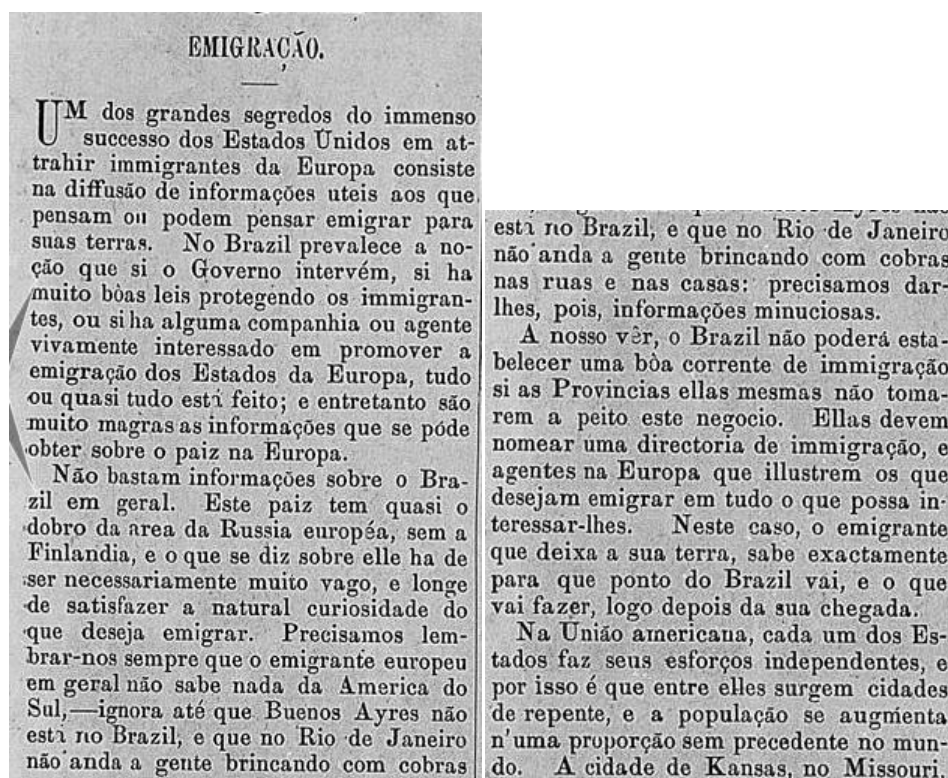 EMIGRAÇÃO.
UM dos grandes segredos do immenso
successo dos Estados Unidos em at-
trahir immigrantes da Europa consiste
na diffusão de informações uteis aos que
pensam ou podem pensar emigrar para
suas terras. No Brazil prevalece a no-
ção que si o Governo intervém, si ha
muito bôas leis protegendo os immigran-
tes, ou si ha alguma companhia ou agente
vivamente interessado em promover a
emigração dos Estados da Europa, tudo
ou quasi tudo está feito; e entretanto são
muito magras as informações que se póde
obter sobre o paiz na Europa.
Não bastam informações sobre o Bra-
zil em geral. Este paiz tem quasi o
dobro da area da Russia européa, sem a
Finlandia, e o que se diz sobre elle ha de
ser necessariamente muito vago, e longe
de satisfazer a natural curiosidade do
que deseja emigrar. Precisamos lem-
brar-nos sempre que o emigrante europeu
em geral não sabe nada da America do
Sul,—ignora até que Buenos Ayres não
está no Brazil, e que no Rio de Janeiro
não anda a gente brincando com cobras
está no Brazil, e que no Rio de Janeiro
não anda a gente brincando com cobras
nas ruas e nas casas: precisamos dar-
lhes, pois, informações minuciosas.
A nosso vêr, o Brazil não poderá esta-
belecer uma bôa corrente de immigração
si as Provincias ellas mesmas não toma-
rem a peito este negocio. Ellas devem
nomear uma directoria de immigração, e
agentes na Europa que illustrem os que
desejam emigrar em tudo o que possa in-
teressar-lhes. Neste caso, o emigrante
que deixa a sua terra, sabe exactamente
para que ponto do Brazil vai, e o que
vai fazer, logo depois da sua chegada.
Na União americana, cada um dos Es-
tados faz seus esforços independentes, e
por isso é que entre elles surgem cidades
de repente, e a população se augmenta
n'uma proporção sem precedente no mun-
do. A cidade de Kansas, no Missouri,